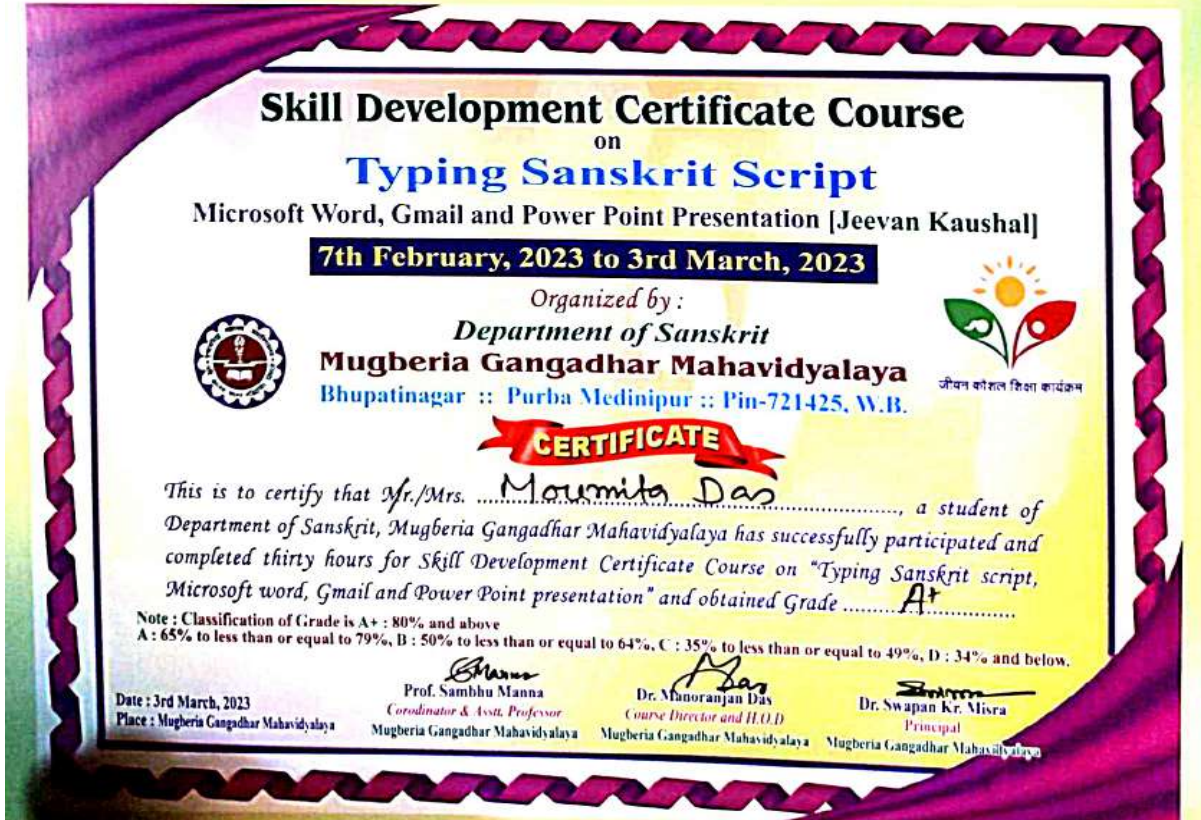 Skill Development Certificate Course
on
Typing Sanskrit Script
Microsoft Word, Gmail and Power Point Presentation [Jeevan Kaushal]
7th February, 2023 to 3rd March, 2023
Organized by :
Department of Sanskrit
Mugberia Gangadhar Mahavidyalaya
Bhupatinagar :: Purba Medinipur :: Pin-721425, W.B.
जीवन कौशल शिक्षा कार्यक्रम
CERTIFICATE
This is to certify that Mr./Mrs. Moumita Das, a student of
Department of Sanskrit, Mugberia Gangadhar Mahavidyalaya has successfully participated and
completed thirty hours for Skill Development Certificate Course on "Typing Sanskrit script,
Microsoft word, Gmail and Power Point presentation" and obtained Grade A+
Note : Classification of Grade is A+ : 80% and above
A : 65% to less than or equal to 79%, B : 50% to less than or equal to 64%, C : 35% to less than or equal to 49%, D : 34% and below.
Date : 3rd March, 2023
Place : Mugberia Gangadhar Mahavidyalaya
Prof. Sambhu Manna
Corodinator & Asstt. Professor
Mugberia Gangadhar Mahavidyalaya
Dr. Manoranjan Das
Course Director and H.O.D
Mugberia Gangadhar Mahavidyalaya
Dr. Swapan Kr. Misra
Principal
Mugberia Gangadhar Mahavidyalaya